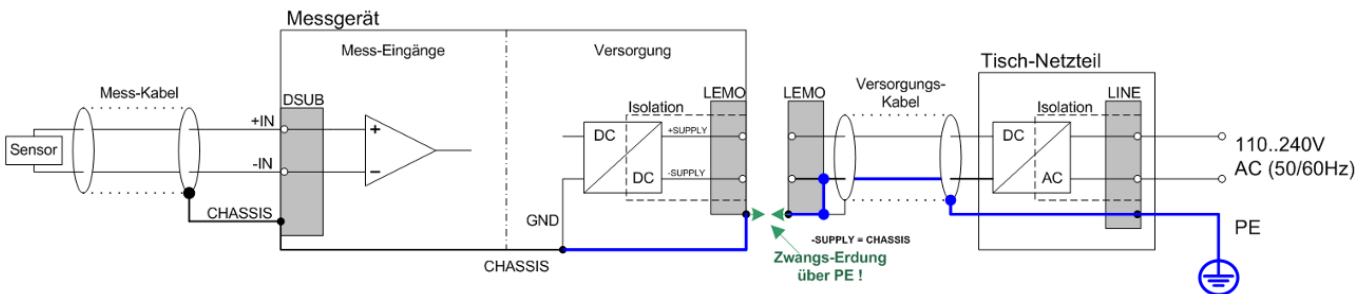 Messgerät
Mess-Eingänge
Versorgung
Tisch-Netzteil
Mess-Kabel
DSUB
LEMO
LEMO
Versorgungs-
Kabel
LINE
Isolation
Isolation
+IN
+
DC
+SUPPLY
DC
Sensor
110..240V
AC (50/60Hz)
-IN
−
DC
-SUPPLY
AC
CHASSIS
GND
PE
-SUPPLY = CHASSIS
Zwangs-Erdung
über PE !
CHASSIS